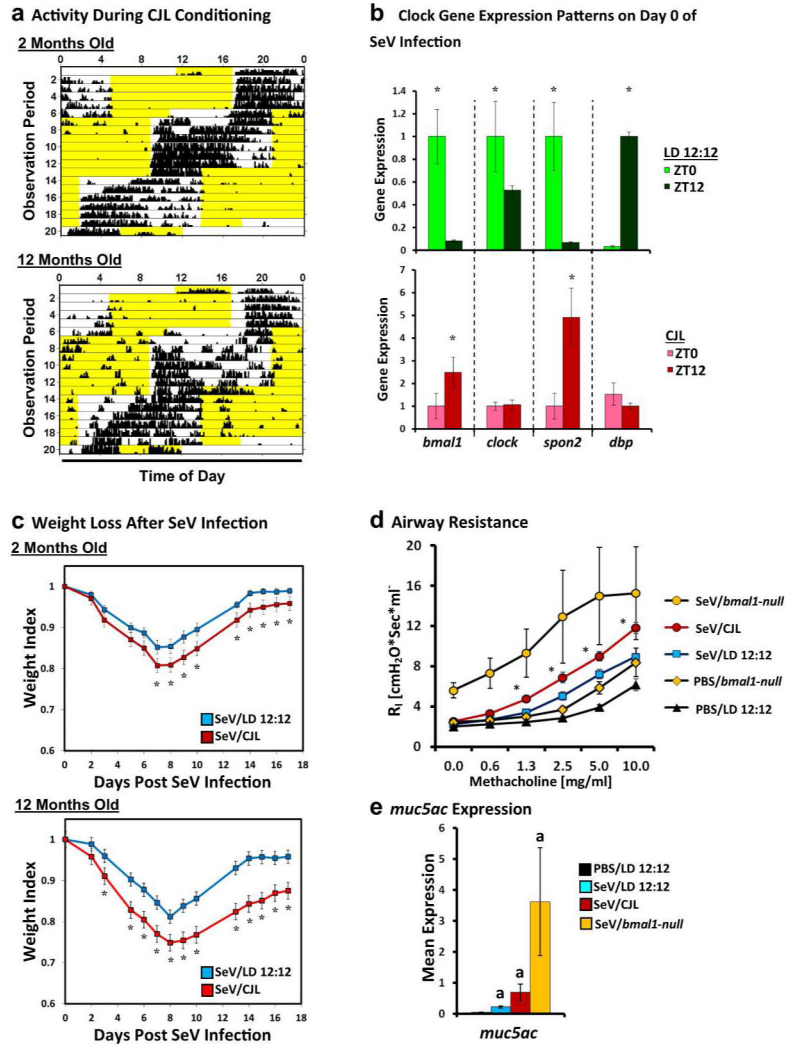 a Activity During CJL Conditioning
2 Months Old
0 4 8 12 16 20 0
Observation Period
2
4
6
8
10
12
14
16
18
20
12 Months Old
0 4 8 12 16 20 0
Observation Period
2
4
6
8
10
12
14
16
18
20
Time of Day
b Clock Gene Expression Patterns on Day 0 of
SeV Infection
Gene Expression
1.4
1.2
1
0.8
0.6
0.4
0.2
0
* * * *
LD 12:12
ZT0
ZT12
Gene Expression
7
6
5
4
3
2
1
0
* *
CJL
ZT0
ZT12
bmal1 clock spon2 dbp
c Weight Loss After SeV Infection
2 Months Old
Weight Index
1
0.9
0.8
0.7
0.6
* * * * * * * * *
SeV/LD 12:12
SeV/CJL
0 2 4 6 8 10 12 14 16 18
Days Post SeV Infection
12 Months Old
Weight Index
1
0.9
0.8
0.7
0.6
* * * * * * * * * * * * *
SeV/LD 12:12
SeV/CJL
0 2 4 6 8 10 12 14 16 18
Days Post SeV Infection
d Airway Resistance
Rᵢ [cmH₂O*Sec*ml⁻
20
16
12
8
4
0
* * * *
SeV/bmal1-null
SeV/CJL
SeV/LD 12:12
PBS/bmal1-null
PBS/LD 12:12
0.0 0.6 1.3 2.5 5.0 10.0
Methacholine [mg/ml]
e muc5ac Expression
Mean Expression
6
5
4
3
2
1
0
a a a
PBS/LD 12:12
SeV/LD 12:12
SeV/CJL
SeV/bmal1-null
muc5ac